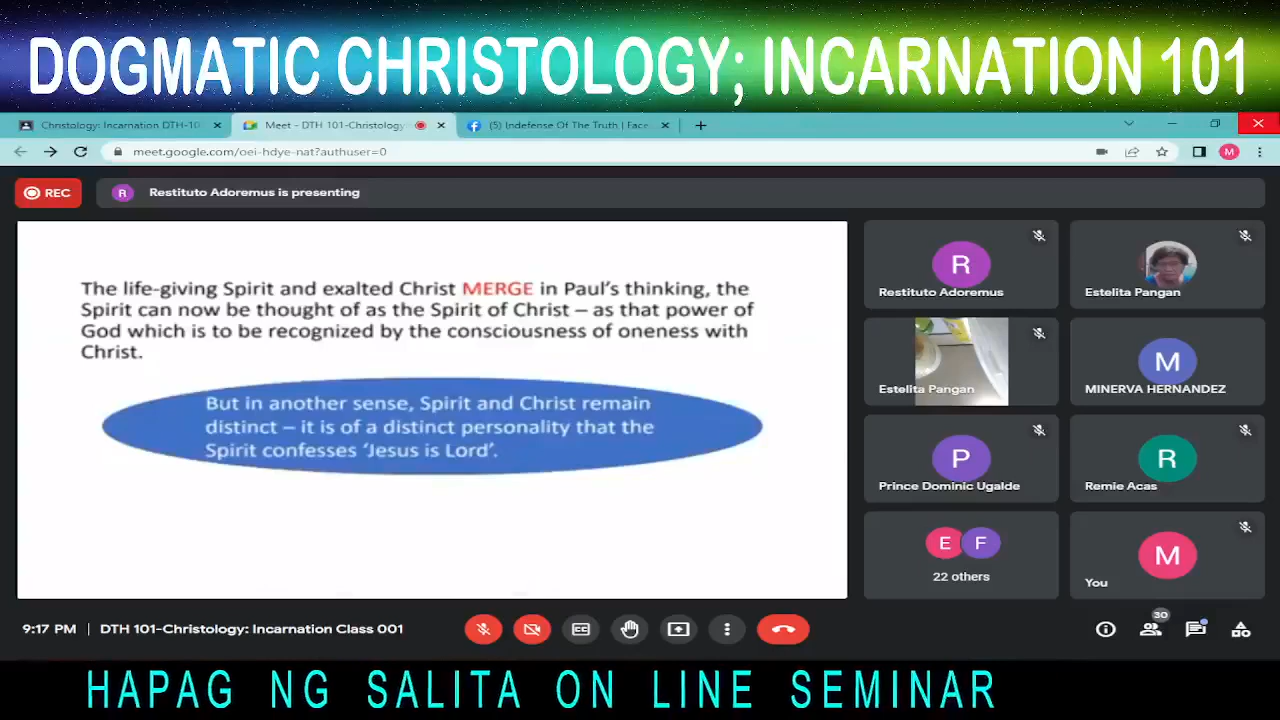 DOGMATIC CHRISTOLOGY; INCARNATION 101
Christology: Incarnation DTH-10
Meet - DTH 101-Christology
(5) Indefense Of The Truth | Face
meet.google.com/oei-hdye-nat?authuser=0
M
REC
R
Restituto Adoremus is presenting
The life-giving Spirit and exalted Christ MERGE in Paul's thinking, the
Spirit can now be thought of as the Spirit of Christ – as that power of
God which is to be recognized by the consciousness of oneness with
Christ.
But in another sense, Spirit and Christ remain
distinct – it is of a distinct personality that the
Spirit confesses 'Jesus is Lord'.
R
Restituto Adoremus
Estelita Pangan
Estelita Pangan
M
MINERVA HERNANDEZ
P
Prince Dominic Ugalde
R
Remie Acas
E F
22 others
M
You
9:17 PM | DTH 101-Christology: Incarnation Class 001
30
HAPAG NG SALITA ON LINE SEMINAR